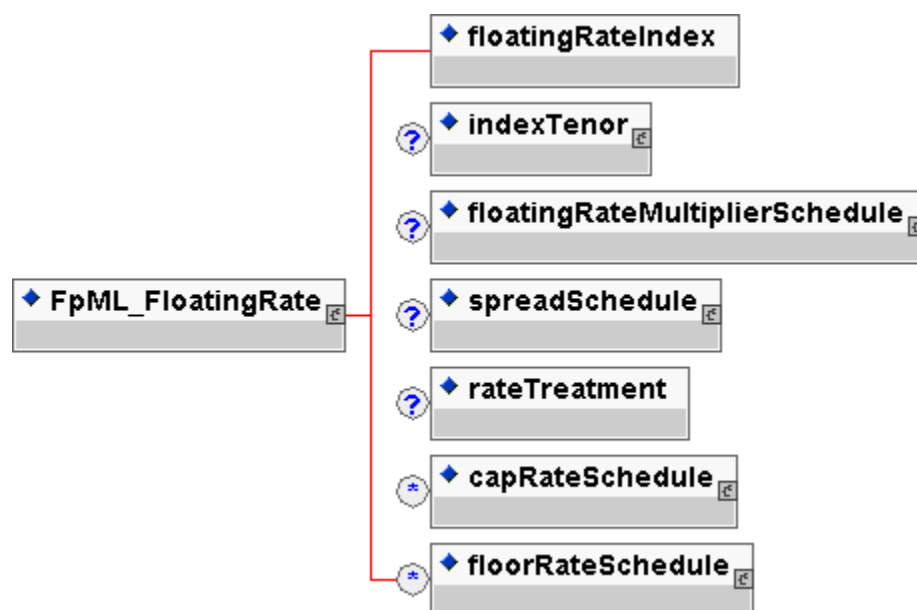 floatingRateIndex
? indexTenor
? floatingRateMultiplierSchedule
FpML_FloatingRate
? spreadSchedule
? rateTreatment
* capRateSchedule
* floorRateSchedule